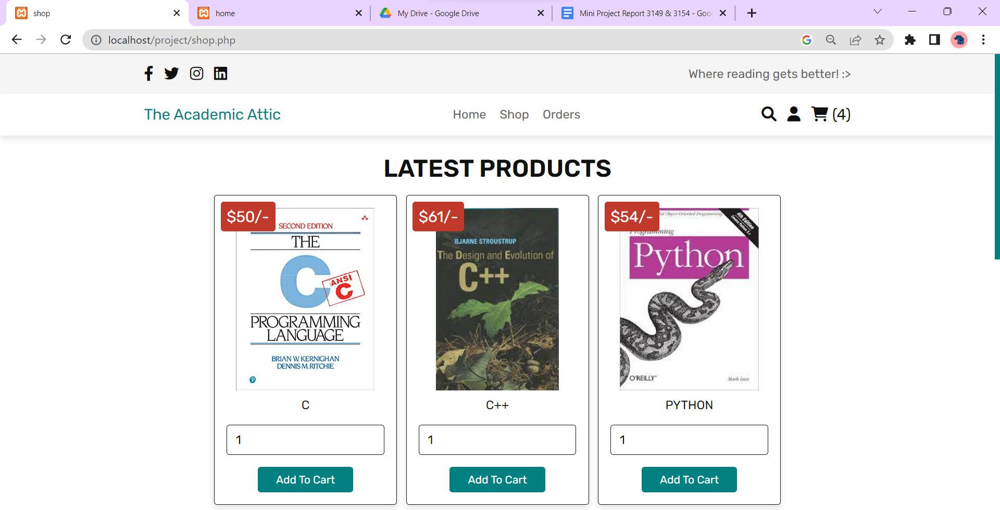 shop
home
My Drive - Google Drive
Mini Project Report 3149 & 3154 - Goo
localhost/project/shop.php
Where reading gets better! :>
The Academic Attic
Home Shop Orders
(4)
LATEST PRODUCTS
$50/-
SECOND EDITION
THE
C
ANSI
C
PROGRAMMING
LANGUAGE
BRIAN W. KERNIGHAN
DENNIS M. RITCHIE
C
1
Add To Cart
$61/-
BJARNE STROUSTRUP
The Design and Evolution of
C++
C++
1
Add To Cart
$54/-
Object-Oriented Programming
4th Edition
Programming
Python
O'REILLY®
Mark Lutz
PYTHON
1
Add To Cart